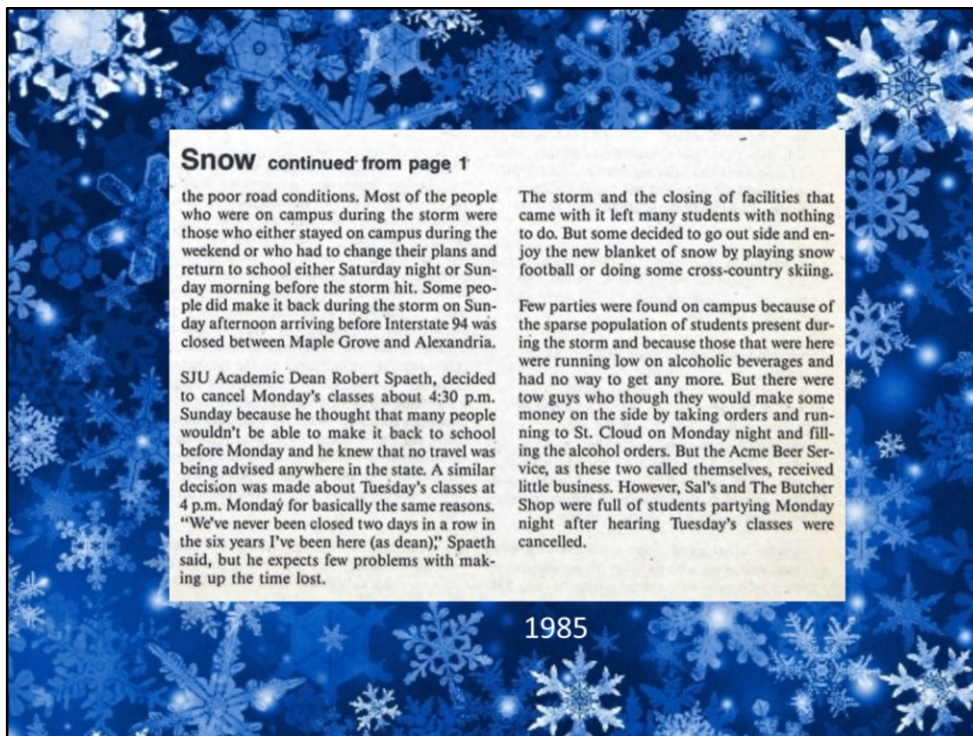 Snow continued from page 1
the poor road conditions. Most of the people
who were on campus during the storm were
those who either stayed on campus during the
weekend or who had to change their plans and
return to school either Saturday night or Sun-
day morning before the storm hit. Some peo-
ple did make it back during the storm on Sun-
day afternoon arriving before Interstate 94 was
closed between Maple Grove and Alexandria.
SJU Academic Dean Robert Spaeth, decided
to cancel Monday's classes about 4:30 p.m.
Sunday because he thought that many people
wouldn't be able to make it back to school
before Monday and he knew that no travel was
being advised anywhere in the state. A similar
decision was made about Tuesday's classes at
4 p.m. Monday for basically the same reasons.
“We've never been closed two days in a row in
the six years I've been here (as dean),” Spaeth
said, but he expects few problems with mak-
ing up the time lost.
The storm and the closing of facilities that
came with it left many students with nothing
to do. But some decided to go out side and en-
joy the new blanket of snow by playing snow
football or doing some cross-country skiing.
Few parties were found on campus because of
the sparse population of students present dur-
ing the storm and because those that were here
were running low on alcoholic beverages and
had no way to get any more. But there were
tow guys who though they would make some
money on the side by taking orders and run-
ning to St. Cloud on Monday night and fill-
ing the alcohol orders. But the Acme Beer Ser-
vice, as these two called themselves, received
little business. However, Sal's and The Butcher
Shop were full of students partying Monday
night after hearing Tuesday's classes were
cancelled.
1985